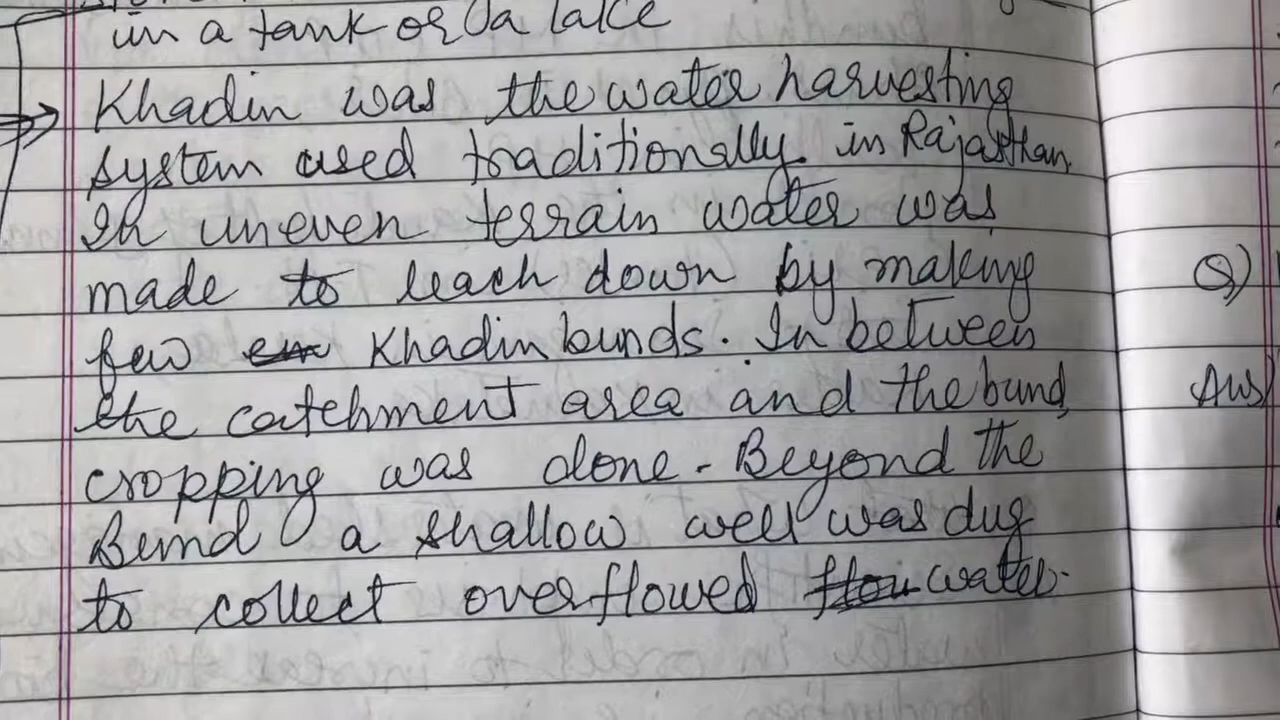 in a tank or a lake
Khadin was the water harvesting
system used traditionally in Rajasthan.
In uneven terrain water was
made to leach down by making
few Khadin bunds. In between
the catchment area and the bund,
cropping was done. Beyond the
Bund a shallow well was dug
to collect overflowed water.
Q)
Ans)